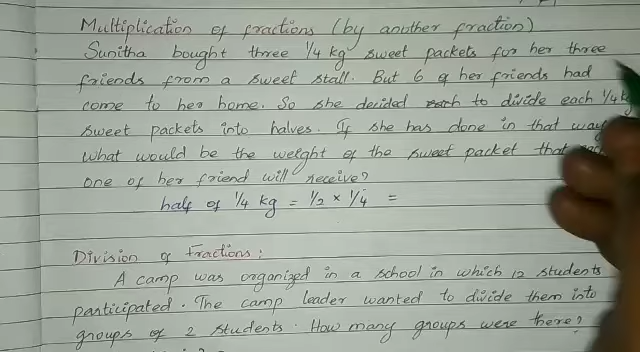 Multiplication of fractions (by another fraction)
Sunitha bought three 1/4 kg sweet packets for her three
friends from a sweet stall. But 6 of her friends had
come to her home. So she decided to divide each 1/4 kg
sweet packets into halves. If she has done in that way
what would be the weight of the sweet packet that
one of her friend will receive?
half of 1/4 kg = 1/2 × 1/4 =
Division of Fractions:
A camp was organized in a school in which 12 students
participated. The camp leader wanted to divide them into
groups of 2 students. How many groups were there?